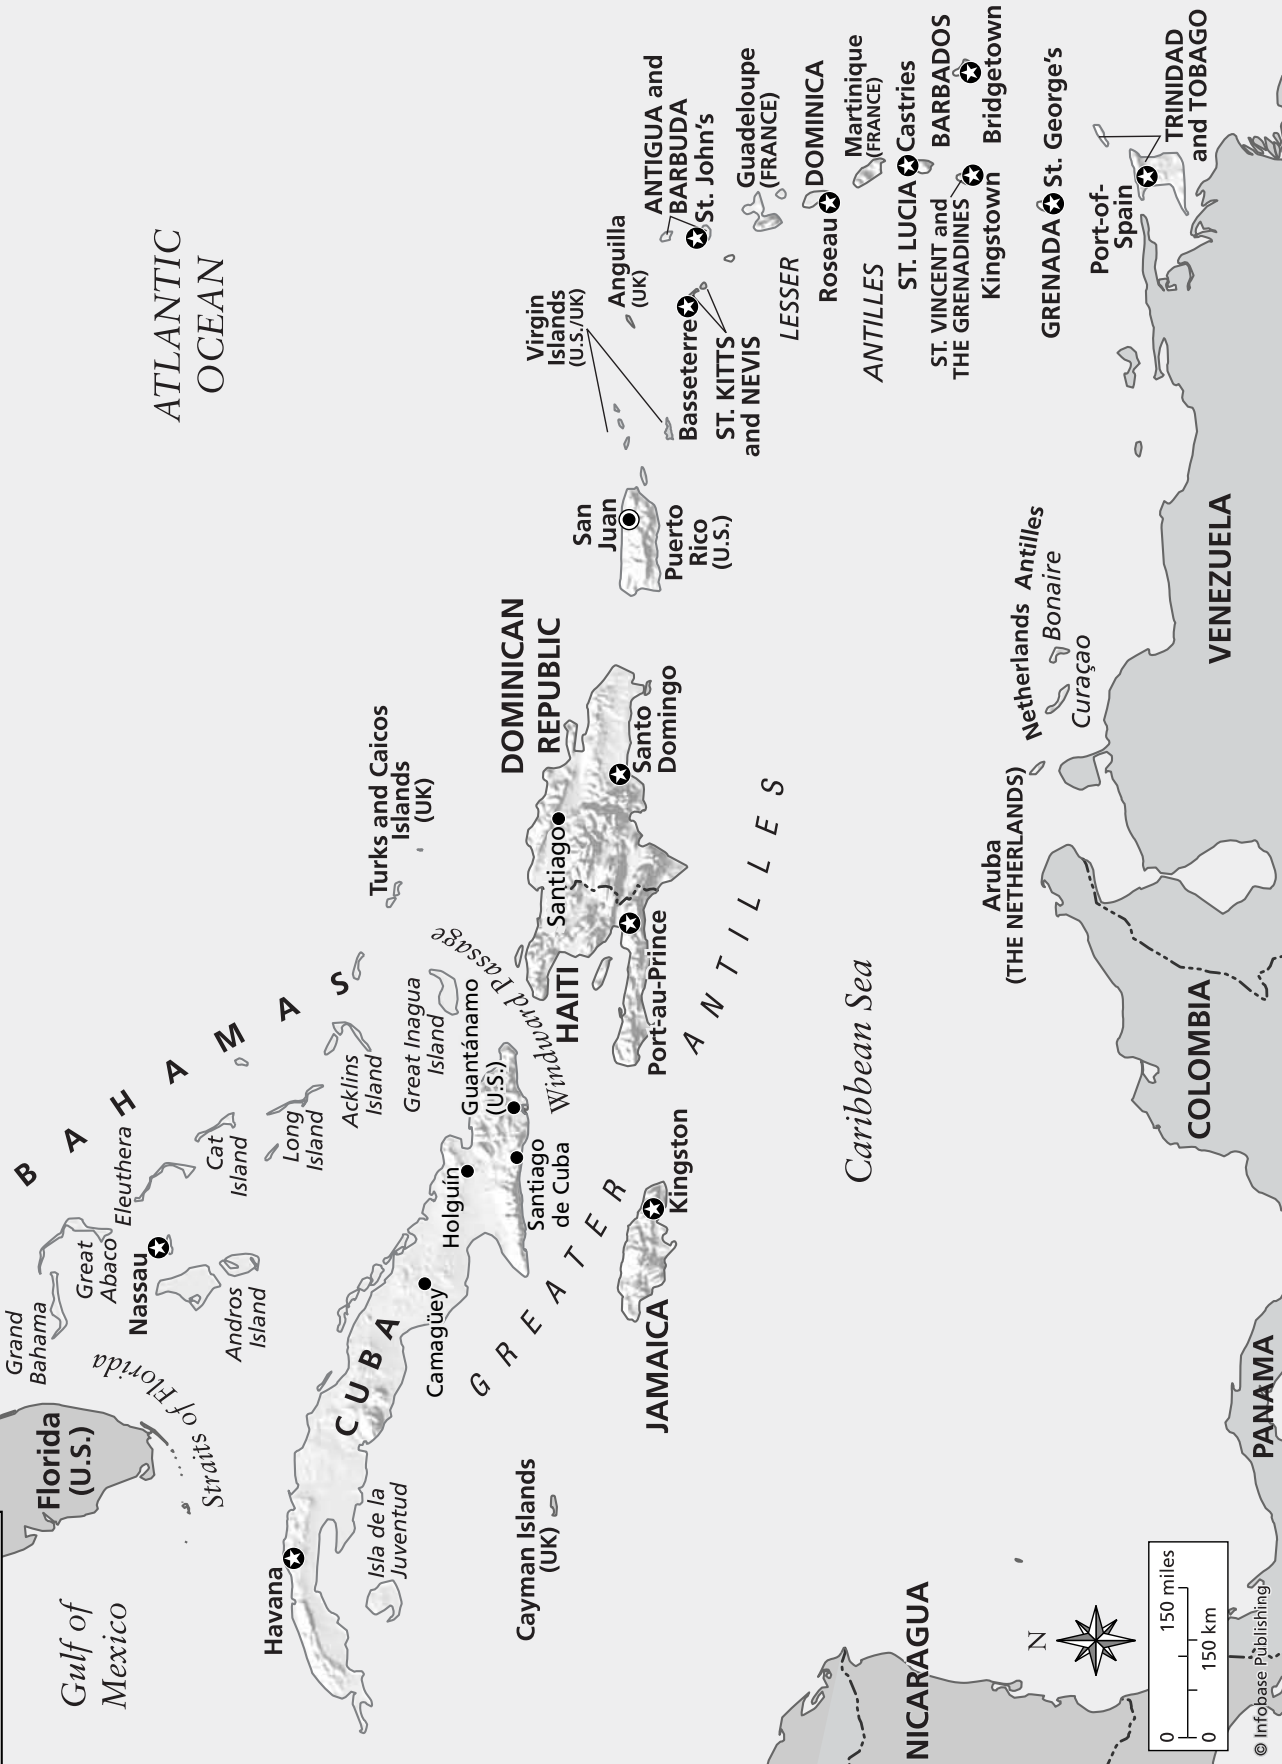 Gulf of
Mexico
Florida
(U.S.)
Straits of Florida
ATLANTIC
OCEAN
BAHAMAS
Grand
Bahama
Great
Abaco
Nassau
Eleuthera
Andros
Island
Cat
Island
Long
Island
Acklins
Island
Great Inagua
Island
Turks and Caicos
Islands
(UK)
Havana
CUBA
Isla de la
Juventud
Camagüey
Holguín
Guantánamo
(U.S.)
Santiago
de Cuba
Windward Passage
Cayman Islands
(UK)
GREATER
ANTILLES
JAMAICA
Kingston
HAITI
Port-au-Prince
DOMINICAN
REPUBLIC
Santiago
Santo
Domingo
San
Juan
Puerto
Rico
(U.S.)
Virgin
Islands
(U.S./UK)
Anguilla
(UK)
ANTIGUA and
BARBUDA
St. John's
Basseterre
ST. KITTS
and NEVIS
Guadeloupe
(FRANCE)
LESSER
ANTILLES
DOMINICA
Roseau
Martinique
(FRANCE)
Castries
ST. LUCIA
BARBADOS
Bridgetown
ST. VINCENT and
THE GRENADINES
Kingstown
GRENADA
St. George's
Port-of-
Spain
TRINIDAD
and TOBAGO
Caribbean Sea
Aruba
(THE NETHERLANDS)
Netherlands Antilles
Bonaire
Curaçao
NICARAGUA
PANAMA
COLOMBIA
VENEZUELA
N
0 150 miles
0 150 km
© Infobase Publishing